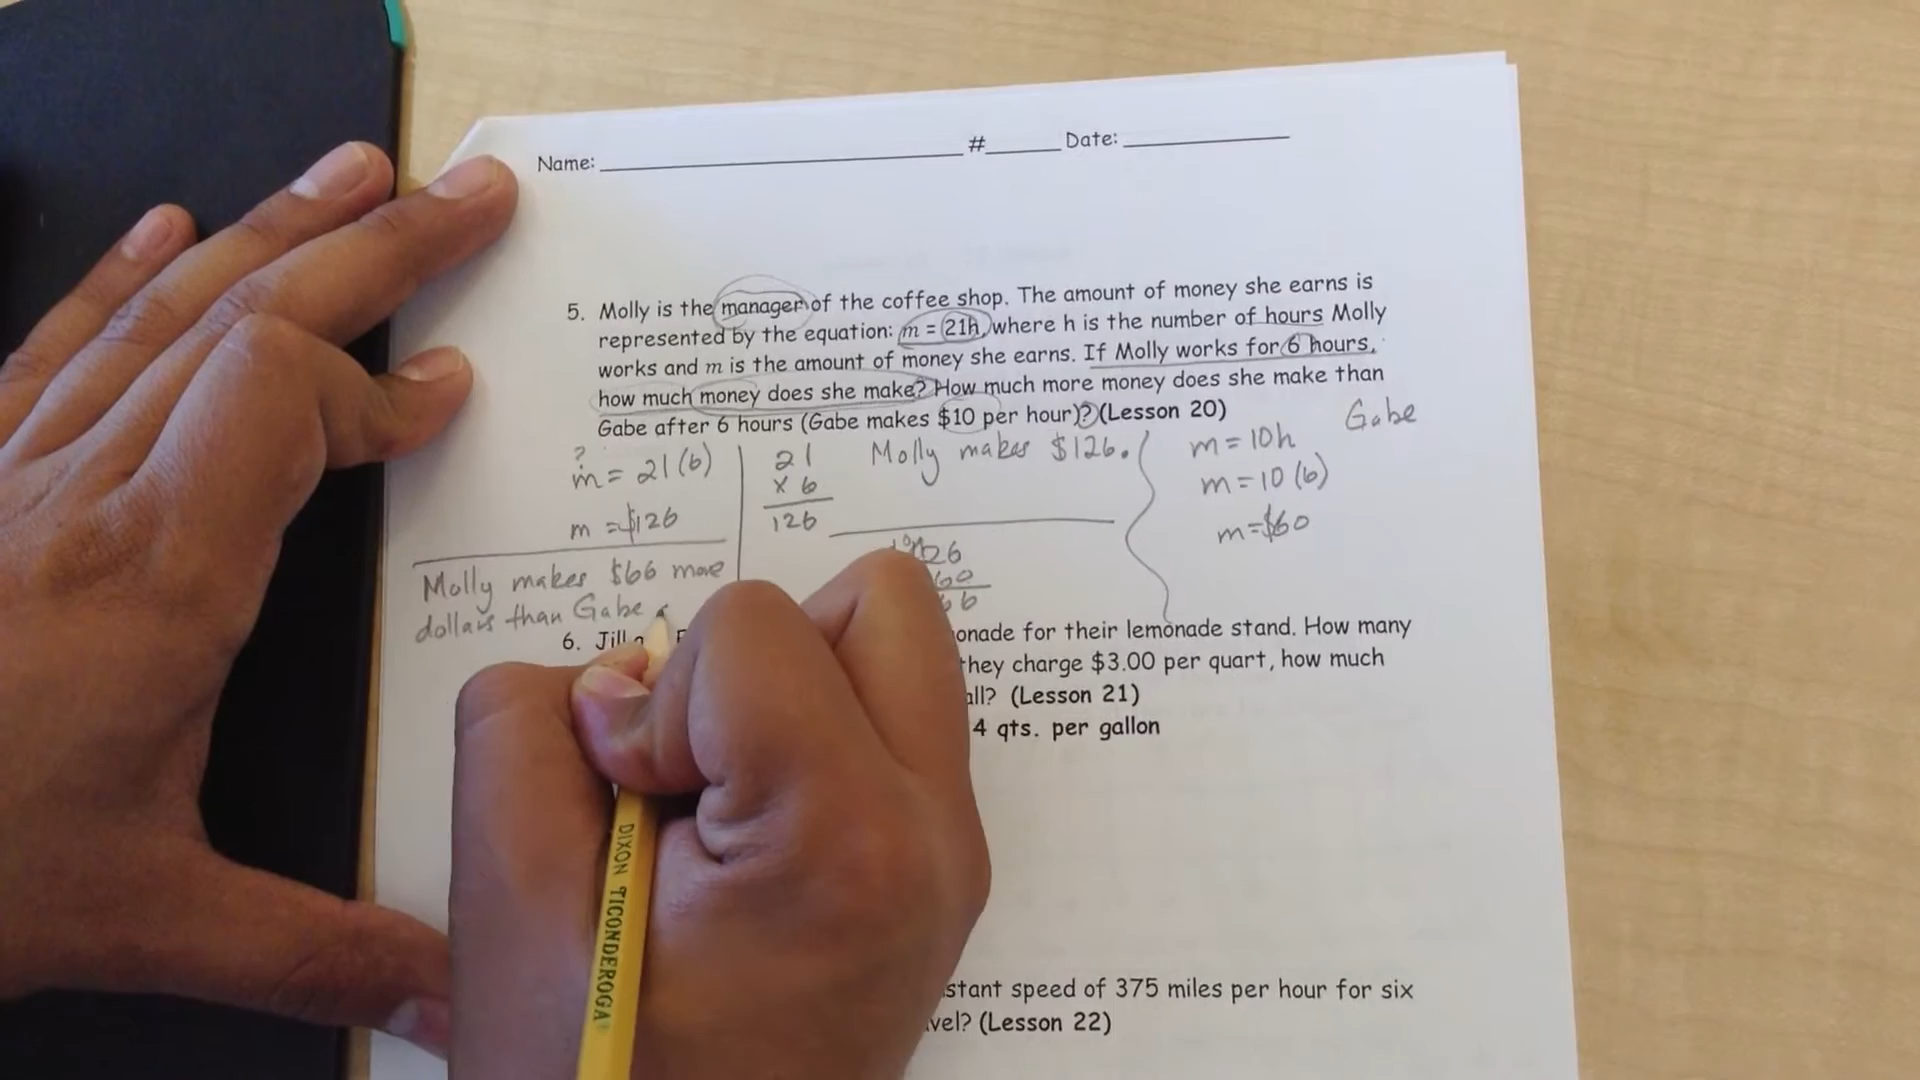 Name: # Date:
5. Molly is the manager of the coffee shop. The amount of money she earns is
represented by the equation: m = 21h, where h is the number of hours Molly
works and m is the amount of money she earns. If Molly works for 6 hours,
how much money does she make? How much more money does she make than
Gabe after 6 hours (Gabe makes $10 per hour)? (Lesson 20)
?
m = 21(6)
m = $126
21
x 6
126
Molly makes $126.
Gabe
m = 10h
m = 10(6)
m = $60
Molly makes $66 more
dollars than Gabe
126
60
66
6. Jill
onade for their lemonade stand. How many
they charge $3.00 per quart, how much
all? (Lesson 21)
4 qts. per gallon
stant speed of 375 miles per hour for six
vel? (Lesson 22)
DIXON TICONDEROGA